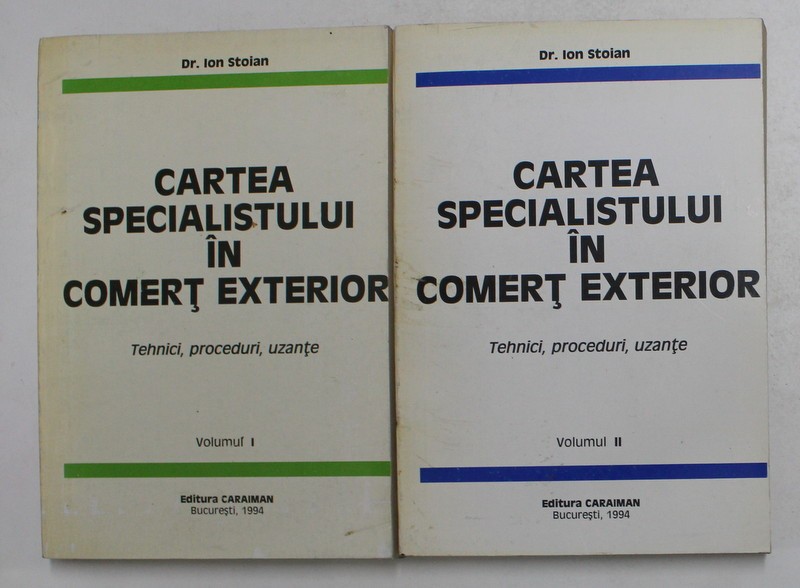 Dr. Ion Stoian
CARTEA
SPECIALISTULUI
ÎN
COMERŢ EXTERIOR
Tehnici, proceduri, uzanţe
Volumul I
Editura CARAIMAN
Bucureşti, 1994
Dr. Ion Stoian
CARTEA
SPECIALISTULUI
ÎN
COMERŢ EXTERIOR
Tehnici, proceduri, uzanţe
Volumul II
Editura CARAIMAN
Bucureşti, 1994